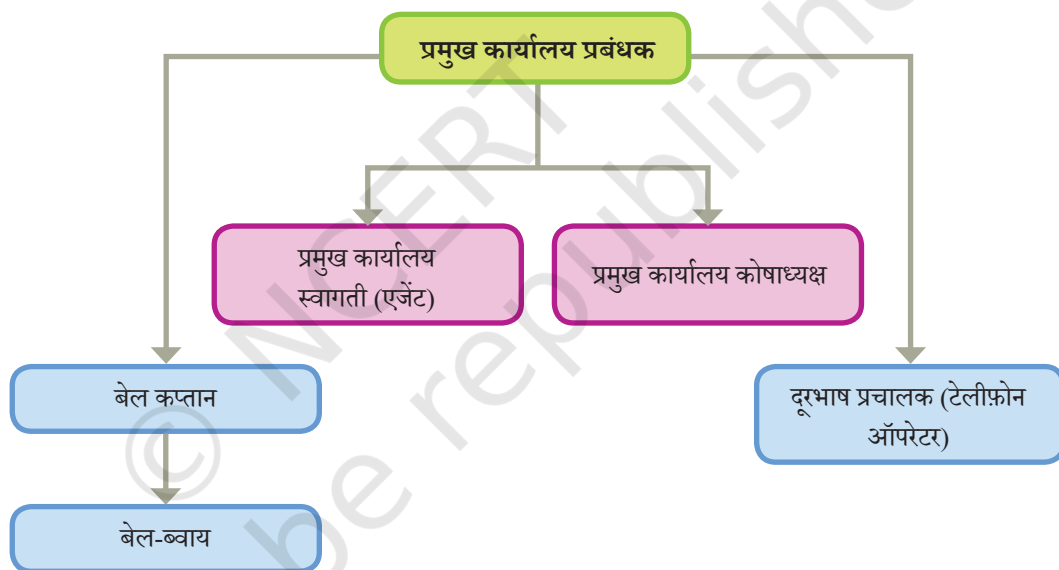 प्रमुख कार्यालय प्रबंधक
प्रमुख कार्यालय
स्वागती (एजेंट)
प्रमुख कार्यालय कोषाध्यक्ष
बेल कप्तान
दूरभाष प्रचालक (टेलीफ़ोन
ऑपरेटर)
बेल-ब्वाय
© NCERT
be republishe